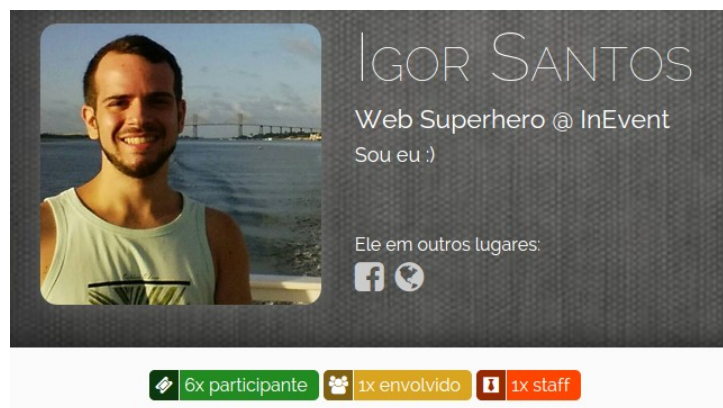 Igor Santos
Web Superhero @ InEvent
Sou eu :)
Ele em outros lugares:
6x participante
1x envolvido
1x staff